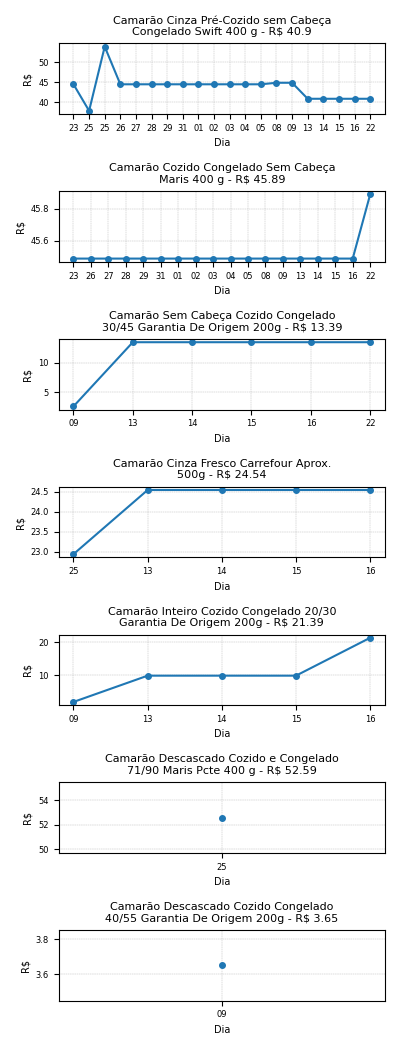 Camarão Cinza Pré-Cozido sem Cabeça
Congelado Swift 400 g - R$ 40.9
50
45
40
R$
23 25 25 26 27 28 29 31 01 02 03 04 05 08 09 13 14 15 16 22
Dia
Camarão Cozido Congelado Sem Cabeça
Maris 400 g - R$ 45.89
45.8
45.6
R$
23 26 27 28 29 31 01 02 03 04 05 08 09 13 14 15 16 22
Dia
Camarão Sem Cabeça Cozido Congelado
30/45 Garantia De Origem 200g - R$ 13.39
10
5
R$
09 13 14 15 16 22
Dia
Camarão Cinza Fresco Carrefour Aprox.
500g - R$ 24.54
24.5
24.0
23.5
23.0
R$
25 13 14 15 16
Dia
Camarão Inteiro Cozido Congelado 20/30
Garantia De Origem 200g - R$ 21.39
20
10
R$
09 13 14 15 16
Dia
Camarão Descascado Cozido e Congelado
71/90 Maris Pcte 400 g - R$ 52.59
54
52
50
R$
25
Dia
Camarão Descascado Cozido Congelado
40/55 Garantia De Origem 200g - R$ 3.65
3.8
3.6
R$
09
Dia